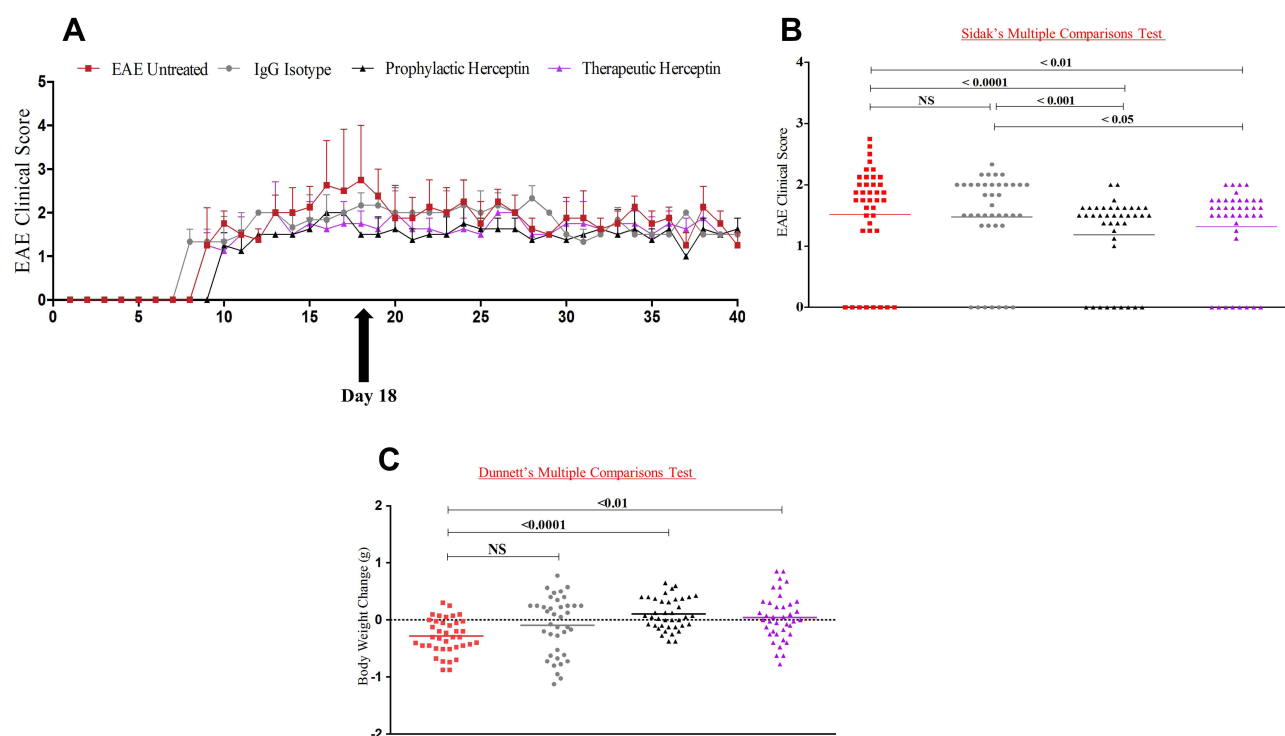 A
EAE Untreated IgG Isotype Prophylactic Herceptin Therapeutic Herceptin
EAE Clinical Score
5
4
3
2
1
0
0 5 10 15 20 25 30 35 40
Day 18
B
Sidak's Multiple Comparisons Test
< 0.01
< 0.0001
NS < 0.001
< 0.05
EAE Clinical Score
4
3
2
1
0
C
Dunnett's Multiple Comparisons Test
<0.01
<0.0001
NS
Body Weight Change (g)
2
1
0
-1
-2